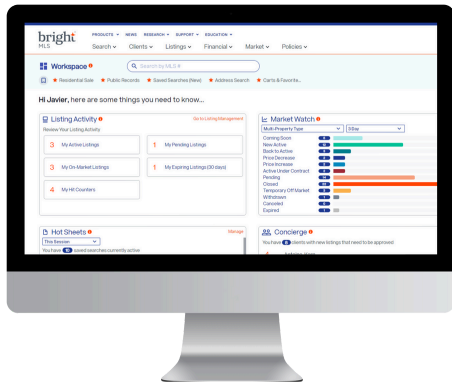 bright
MLS
PRODUCTS NEWS RESEARCH SUPPORT EDUCATION
Search Clients Listings Financial Market Policies
Workspace
Search by MLS #
Residential Sale Public Records Saved Searches (New) Address Search Carts & Favorite...
Hi Javier, here are some things you need to know...
Listing Activity
Go to Listing Management
Review Your Listing Activity
3 My Active Listings
1 My Pending Listings
3 My On-Market Listings
1 My Expiring Listings (30 days)
4 My Hit Counters
Market Watch
Multi-Property Type
3 Day
Coming Soon
New Active
Back to Active
Price Decrease
Price Increase
Active Under Contract
Pending
Closed
Temporary Off Market
Withdrawn
Canceled
Expired
Hot Sheets
Manage
This Session
You have 10 saved searches currently active
Concierge
You have clients with new listings that need to be approved